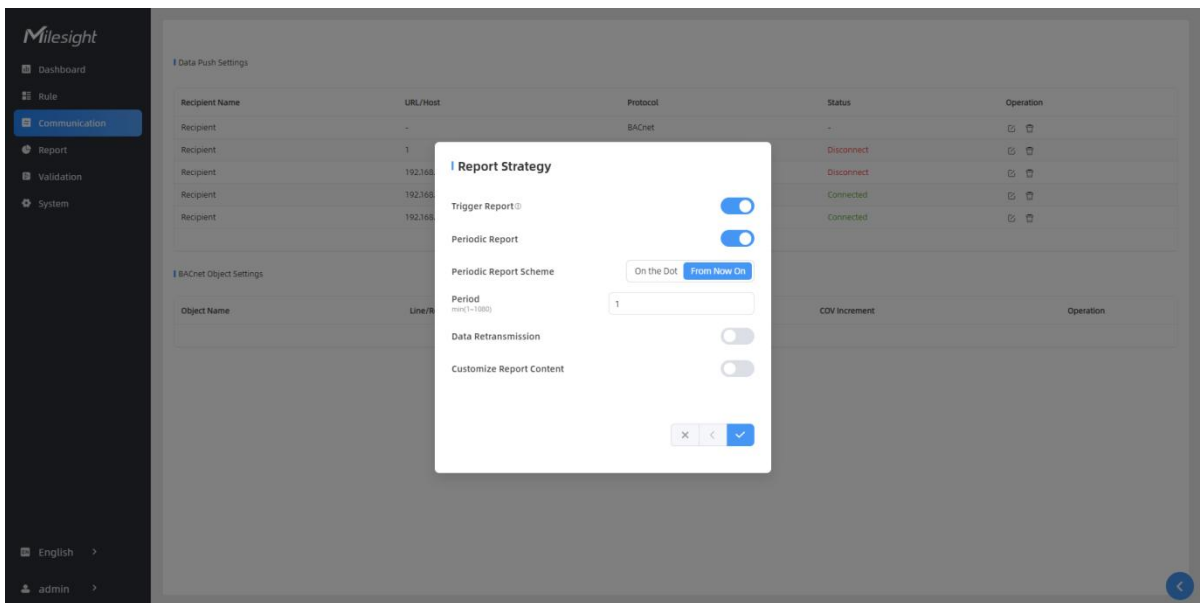 Milesight
Dashboard
Rule
Communication
Report
Validation
System
English
admin
Data Push Settings
Recipient Name URL/Host Protocol Status Operation
Recipient - BACnet -
Recipient 1 Disconnect
Recipient 192.168. Disconnect
Recipient 192.168. Connected
Recipient 192.168. Connected
BACnet Object Settings
Object Name Line/R COV Increment Operation
Report Strategy
Trigger Report
Periodic Report
Periodic Report Scheme On the Dot From Now On
Period 1
min(1~1080)
Data Retransmission
Customize Report Content